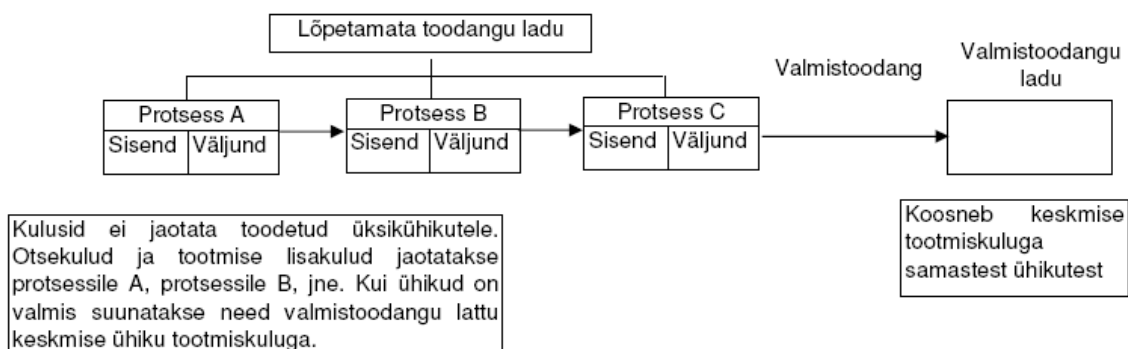 Lõpetamata toodangu ladu
Valmistoodang
Valmistoodangu
ladu
Protsess A
Sisend Väljund
Protsess B
Sisend Väljund
Protsess C
Sisend Väljund
Kulusid ei jaotata toodetud üksikühikutele.
Otsekulud ja tootmise lisakulud jaotatakse
protsessile A, protsessile B, jne. Kui ühikud on
valmis suunatakse need valmistoodangu lattu
keskmise ühiku tootmiskuluga.
Koosneb keskmise
tootmiskuluga
samastest ühikutest